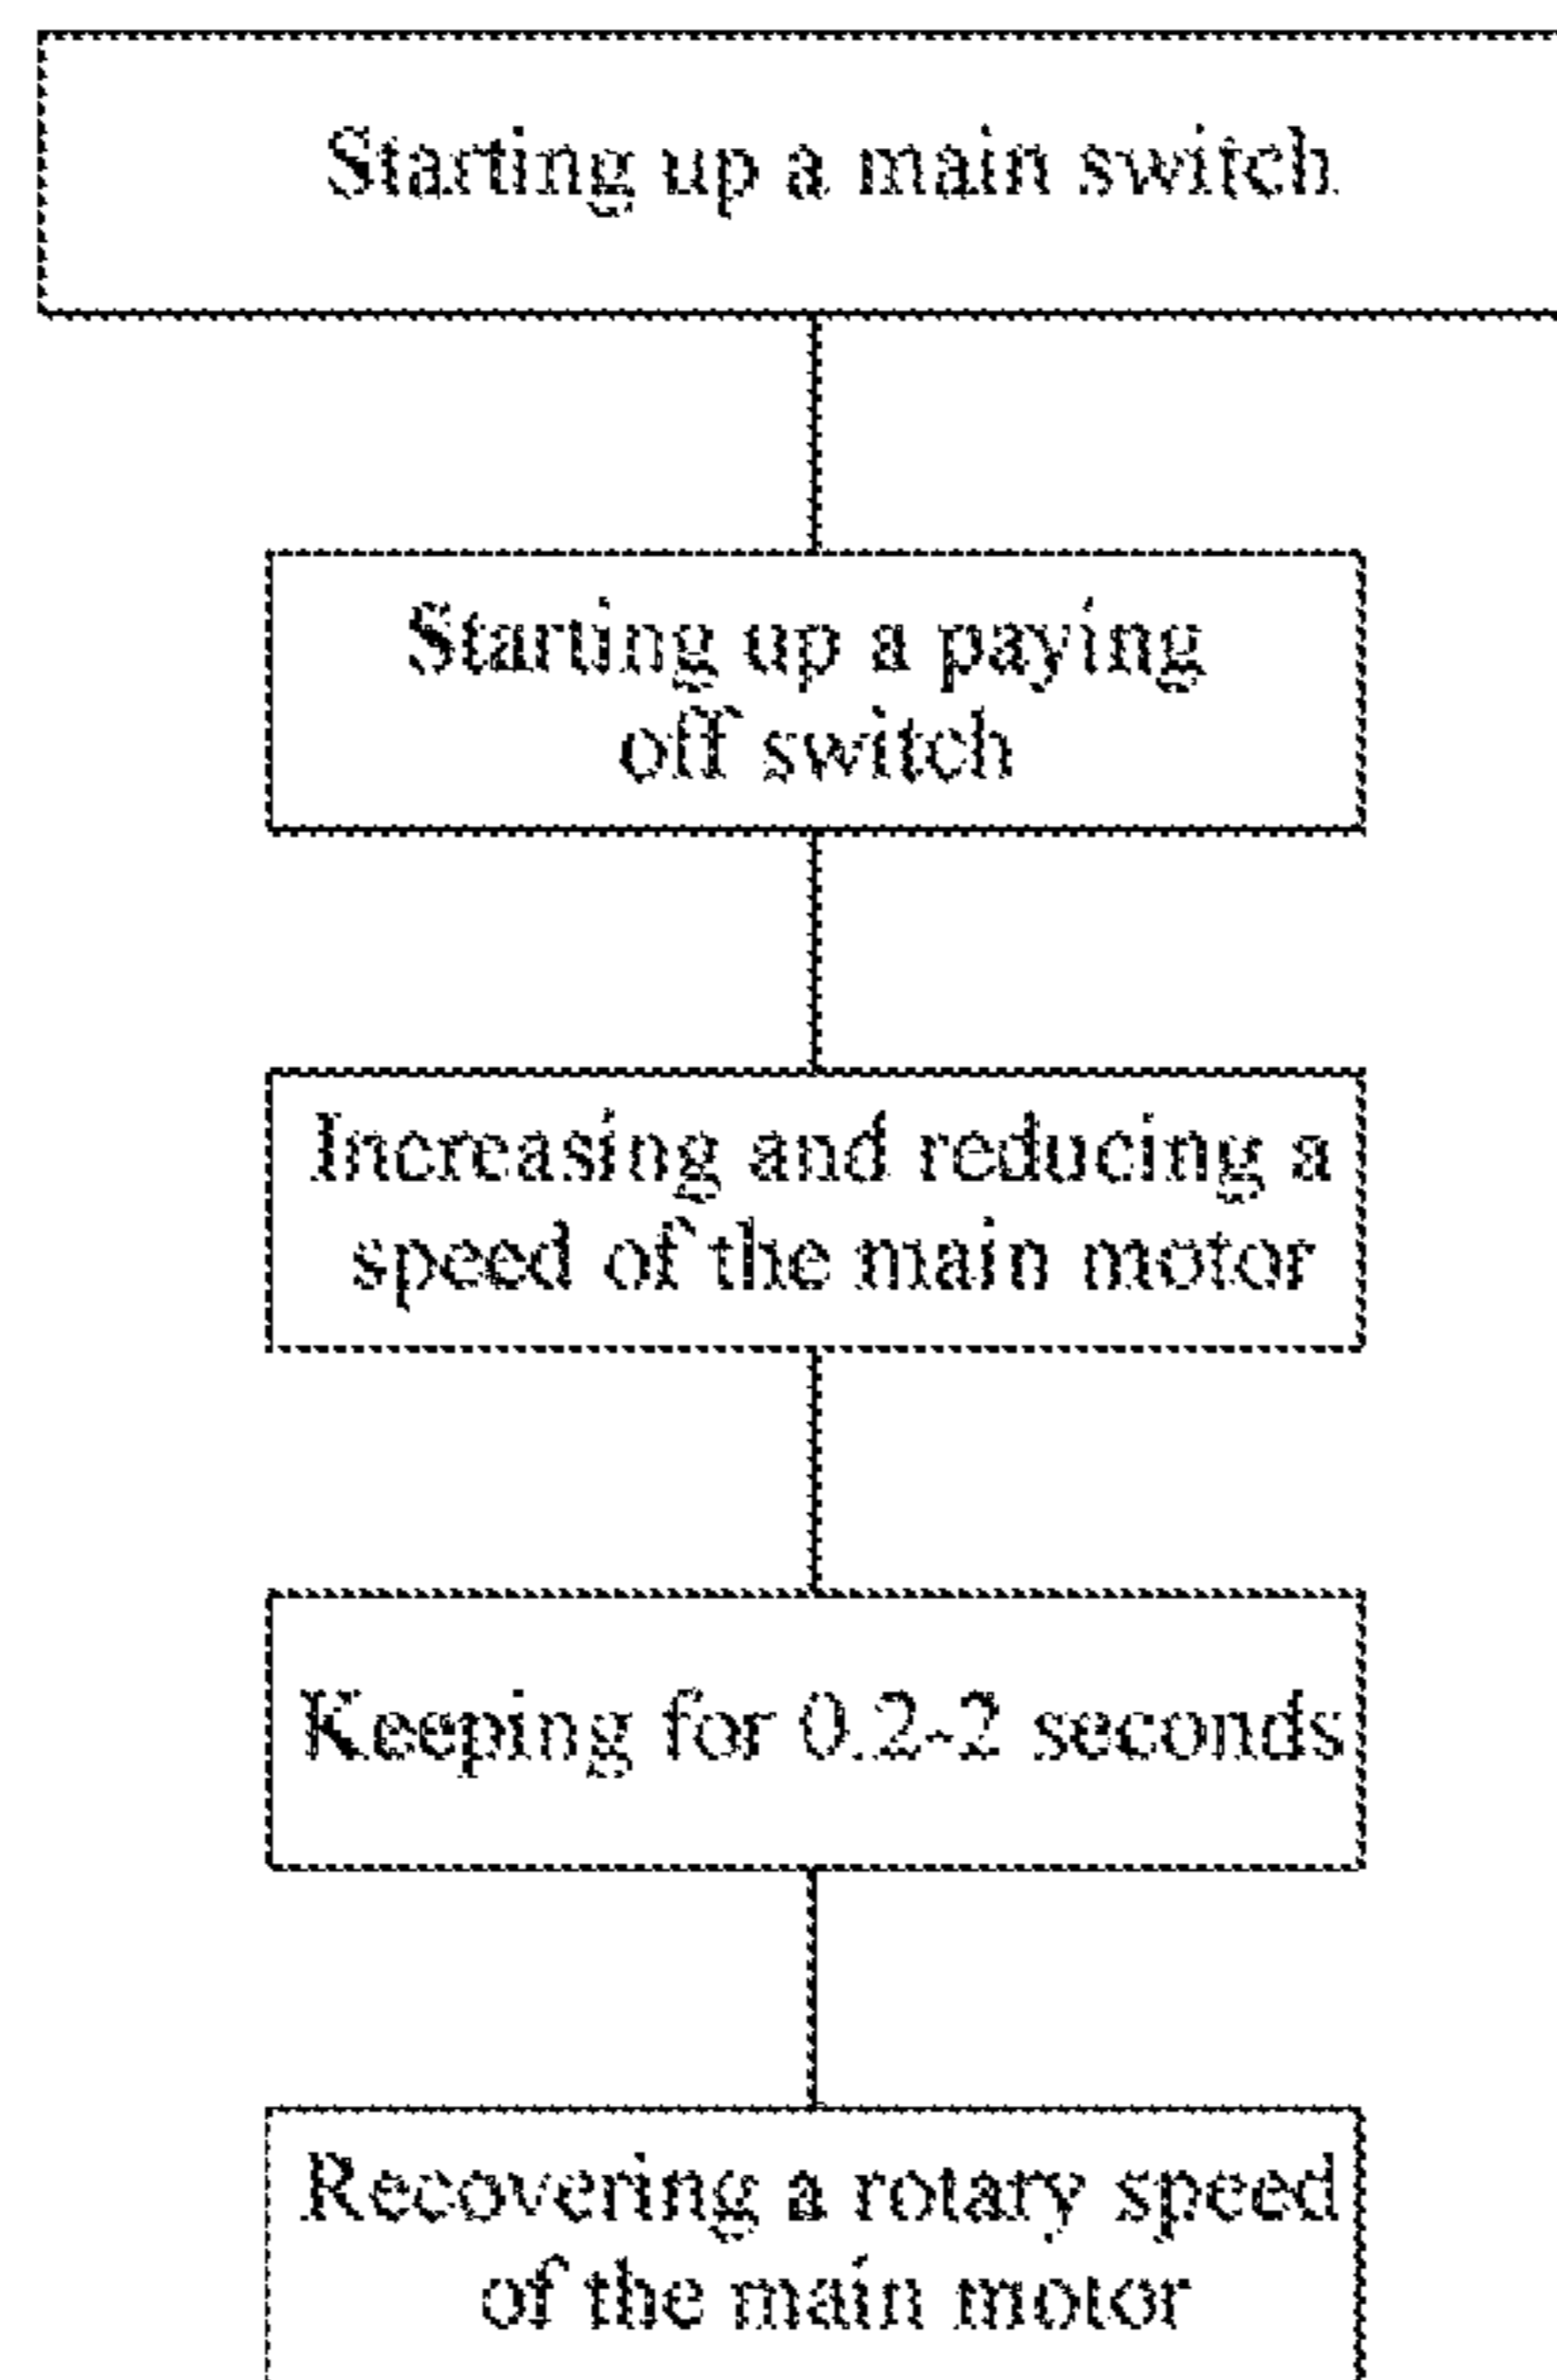 Starting up a main switch
Starting up a paying
off switch
Increasing and reducing a
speed of the main motor
Keeping for 0.2-2 seconds
Recovering a rotary speed
of the main motor